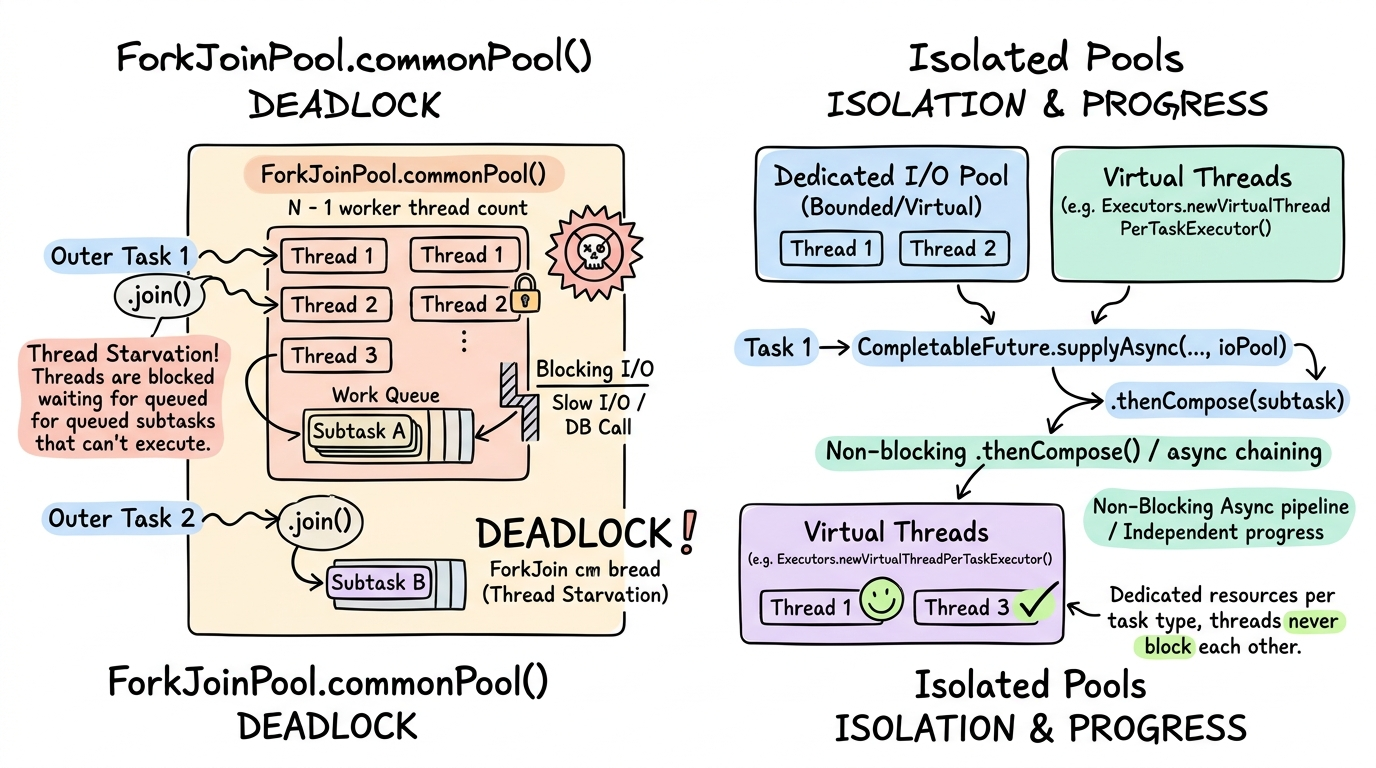 ForkJoinPool.commonPool()
DEADLOCK
ForkJoinPool.commonPool()
N - 1 worker thread count
Outer Task 1
.join()
Thread 1
Thread 1
Thread 2
Thread 2
Thread 3
⋮
Thread Starvation!
Threads are blocked
waiting for queued
for queued subtasks
that can't execute.
Work Queue
Subtask A
Blocking I/O
Slow I/O /
DB Call
Outer Task 2
.join()
Subtask B
DEADLOCK!
ForkJoin cm bread
(Thread Starvation)
ForkJoinPool.commonPool()
DEADLOCK
Isolated Pools
ISOLATION & PROGRESS
Dedicated I/O Pool
(Bounded/Virtual)
Thread 1
Thread 2
Virtual Threads
(e.g. Executors.newVirtualThread
PerTaskExecutor()
Task 1
CompletableFuture.supplyAsync(..., ioPool)
.thenCompose(subtask)
Non-blocking .thenCompose() / async chaining
Non-Blocking Async pipeline
/ Independent progress
Virtual Threads
(e.g. Executors.newVirtualThreadPerTaskExecutor()
Thread 1
Thread 3
Dedicated resources per
task type, threads never
block each other.
Isolated Pools
ISOLATION & PROGRESS